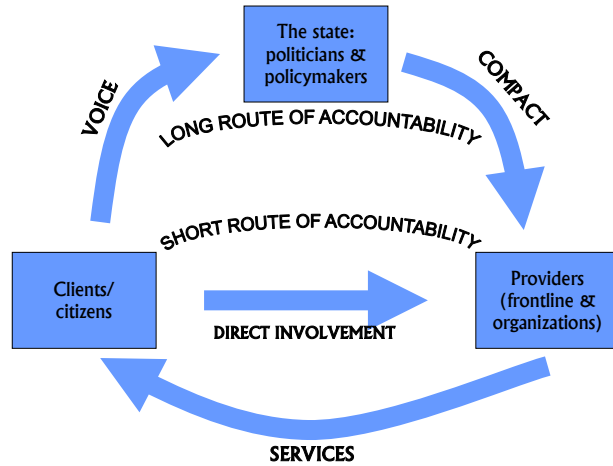 The state:
politicians &
policymakers
VOICE
COMPACT
LONG ROUTE OF ACCOUNTABILITY
SHORT ROUTE OF ACCOUNTABILITY
Clients/
citizens
Providers
(frontline &
organizations)
DIRECT INVOLVEMENT
SERVICES